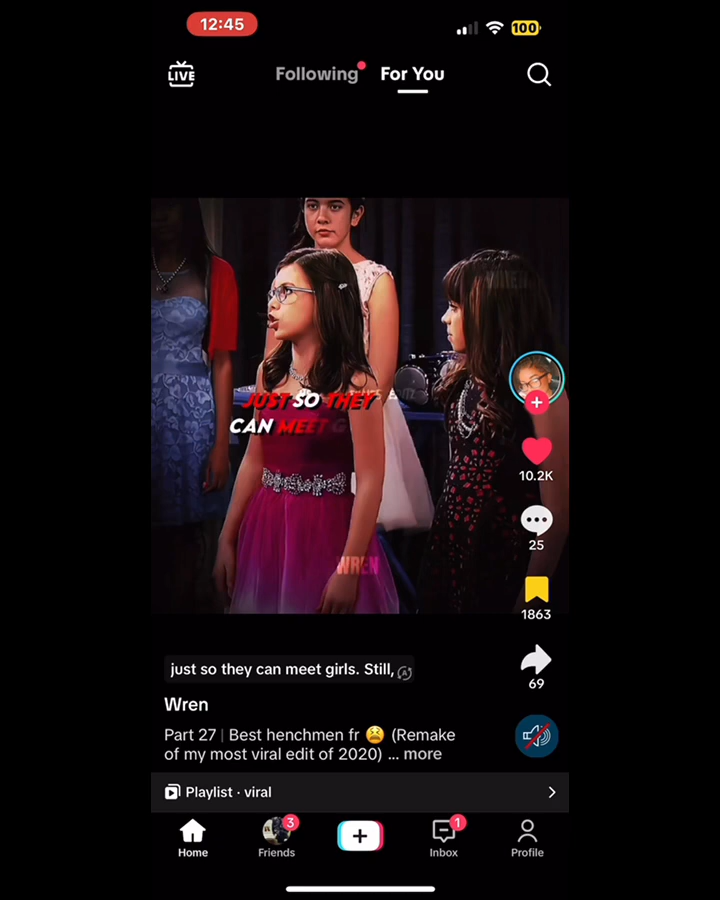 12:45
100
LIVE
Following
For You
WREN
JUST SO THEY
CAN MEET G
WREN
10.2K
25
1863
69
just so they can meet girls. Still,
Wren
Part 27 | Best henchmen fr 😫 (Remake
of my most viral edit of 2020) ... more
Playlist · viral
3
1
Home
Friends
Inbox
Profile